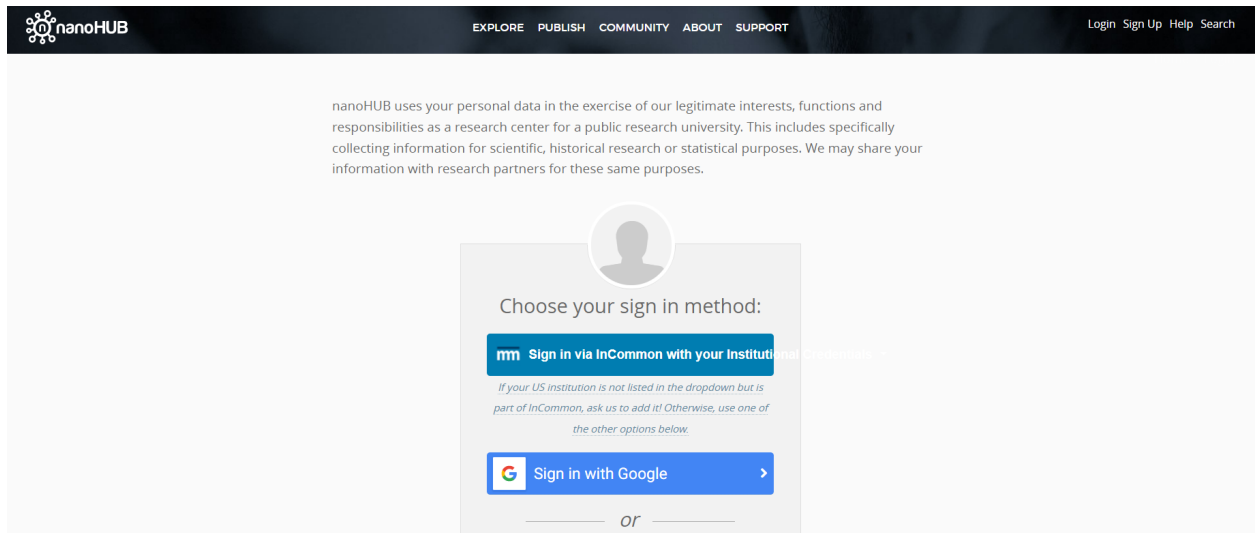 nanoHUB
EXPLORE PUBLISH COMMUNITY ABOUT SUPPORT
Login Sign Up Help Search
nanoHUB uses your personal data in the exercise of our legitimate interests, functions and
responsibilities as a research center for a public research university. This includes specifically
collecting information for scientific, historical research or statistical purposes. We may share your
information with research partners for these same purposes.
Choose your sign in method:
Sign in via InCommon with your Institutional
If your US institution is not listed in the dropdown but is
part of InCommon, ask us to add it! Otherwise, use one of
the other options below.
Sign in with Google
or